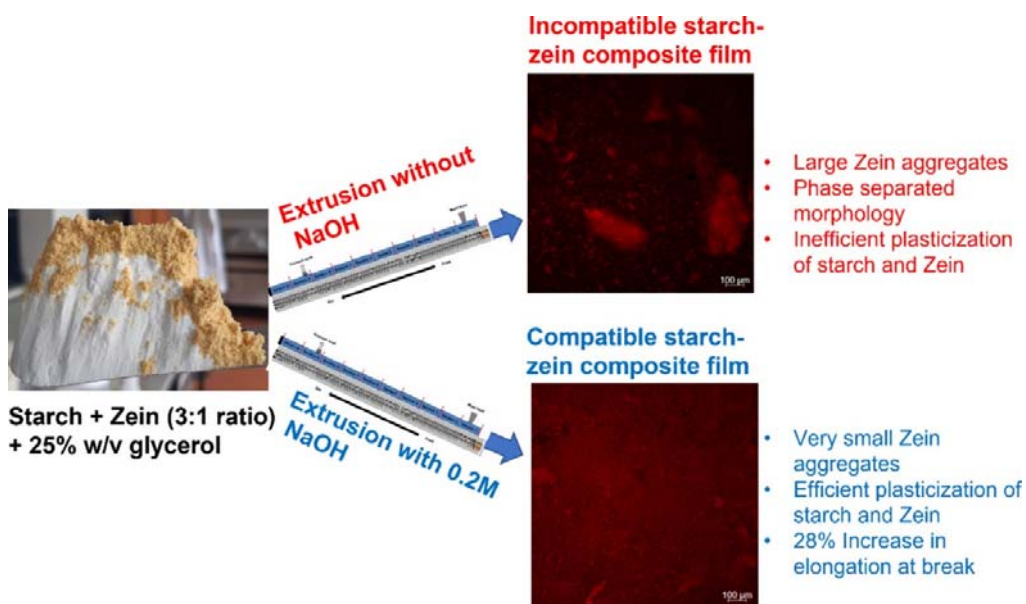 Incompatible starch-
zein composite film
Extrusion without
NaOH
100 µm
• Large Zein aggregates
• Phase separated
morphology
• Inefficient plasticization
of starch and Zein
Starch + Zein (3:1 ratio)
+ 25% w/v glycerol
Extrusion with 0.2M
NaOH
Compatible starch-
zein composite film
100 µm
• Very small Zein
aggregates
• Efficient plasticization of
starch and Zein
• 28% Increase in
elongation at break